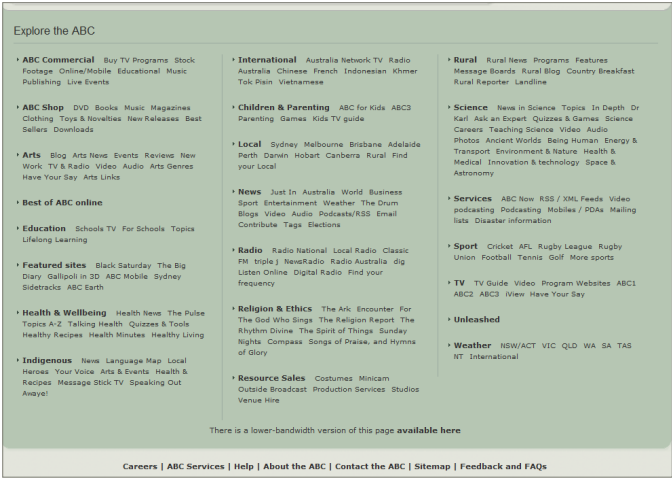 Explore the ABC
ABC Commercial Buy TV Programs Stock
Footage Online/Mobile Educational Music
Publishing Live Events
ABC Shop DVD Books Music Magazines
Clothing Toys & Novelties New Releases Best
Sellers Downloads
Arts Blog Arts News Events Reviews New
Work TV & Radio Video Audio Arts Genres
Have Your Say Arts Links
Best of ABC online
Education Schools TV For Schools Topics
Lifelong Learning
Featured sites Black Saturday The Big
Diary Gallipoli in 3D ABC Mobile Sydney
Sidetracks ABC Earth
Health & Wellbeing Health News The Pulse
Topics A-Z Talking Health Quizzes & Tools
Healthy Recipes Health Minutes Healthy Living
Indigenous News Language Map Local
Heroes Your Voice Arts & Events Health &
Recipes Message Stick TV Speaking Out
Awaye!
International Australia Network TV Radio
Australia Chinese French Indonesian Khmer
Tok Pisin Vietnamese
Children & Parenting ABC for Kids ABC3
Parenting Games Kids TV guide
Local Sydney Melbourne Brisbane Adelaide
Perth Darwin Hobart Canberra Rural Find
your Local
News Just In Australia World Business
Sport Entertainment Weather The Drum
Blogs Video Audio Podcasts/RSS Email
Contribute Tags Elections
Radio Radio National Local Radio Classic
FM triple j NewsRadio Radio Australia dig
Listen Online Digital Radio Find your
frequency
Religion & Ethics The Ark Encounter For
The God Who Sings The Religion Report The
Rhythm Divine The Spirit of Things Sunday
Nights Compass Songs of Praise, and Hymns
of Glory
Resource Sales Costumes Minicam
Outside Broadcast Production Services Studios
Venue Hire
Rural Rural News Programs Features
Message Boards Rural Blog Country Breakfast
Rural Reporter Landline
Science News in Science Topics In Depth Dr
Karl Ask an Expert Quizzes & Games Science
Careers Teaching Science Video Audio
Photos Ancient Worlds Being Human Energy &
Transport Environment & Nature Health &
Medical Innovation & technology Space &
Astronomy
Services ABC Now RSS / XML Feeds Video
podcasting Podcasting Mobiles / PDAs Mailing
lists Disaster information
Sport Cricket AFL Rugby League Rugby
Union Football Tennis Golf More sports
TV TV Guide Video Program Websites ABC1
ABC2 ABC3 iView Have Your Say
Unleashed
Weather NSW/ACT VIC QLD WA SA TAS
NT International
There is a lower-bandwidth version of this page available here
Careers | ABC Services | Help | About the ABC | Contact the ABC | Sitemap | Feedback and FAQs